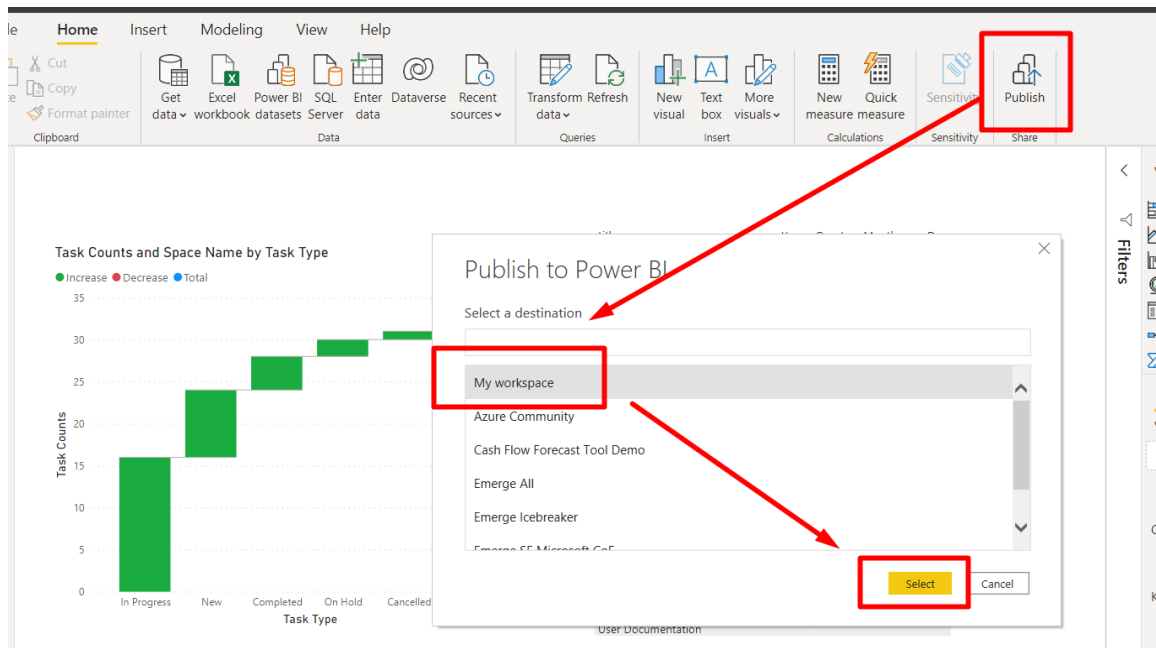 Home Insert Modeling View Help
Cut
Copy
Format painter
Clipboard
Get data
Excel workbook
Power BI datasets
SQL Server
Enter data
Dataverse
Recent sources
Data
Transform data
Refresh
Queries
New visual
Text box
More visuals
Insert
New measure
Quick measure
Calculations
Sensitivity
Sensitivity
Publish
Share
Filters
Task Counts and Space Name by Task Type
Increase Decrease Total
35
30
25
20
15
10
5
0
Task Counts
In Progress New Completed On Hold Cancelled
Task Type
Publish to Power BI
Select a destination
My workspace
Azure Community
Cash Flow Forecast Tool Demo
Emerge All
Emerge Icebreaker
Emerge SE Microsoft CoE
Select Cancel
User Documentation